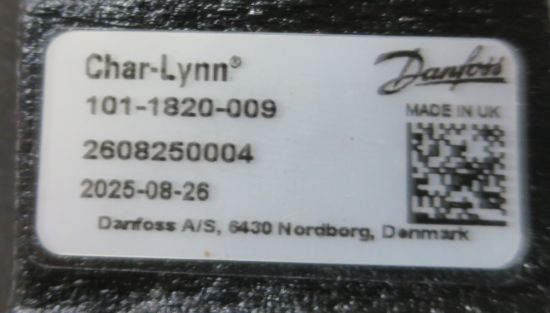 Char-Lynn®
Danfoss
101-1820-009
MADE IN UK
2608250004
2025-08-26
Danfoss A/S, 6430 Nordborg, Denmark